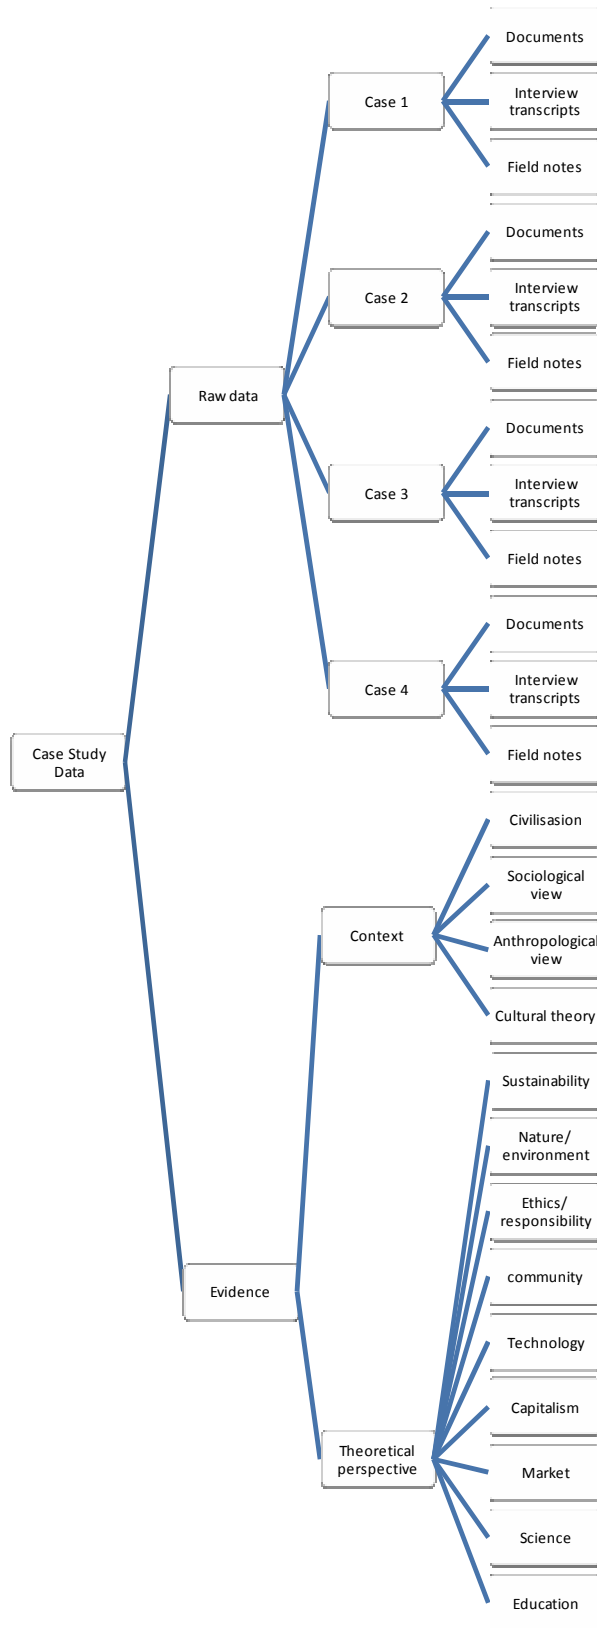 Documents
Interview
transcripts
Field notes
Case 1
Documents
Interview
transcripts
Field notes
Case 2
Raw data
Documents
Interview
transcripts
Field notes
Case 3
Documents
Interview
transcripts
Field notes
Case 4
Case Study
Data
Civilisasion
Sociological
view
Anthropological
view
Cultural theory
Context
Sustainability
Nature/
environment
Ethics/
responsibility
community
Technology
Capitalism
Market
Science
Education
Evidence
Theoretical
perspective